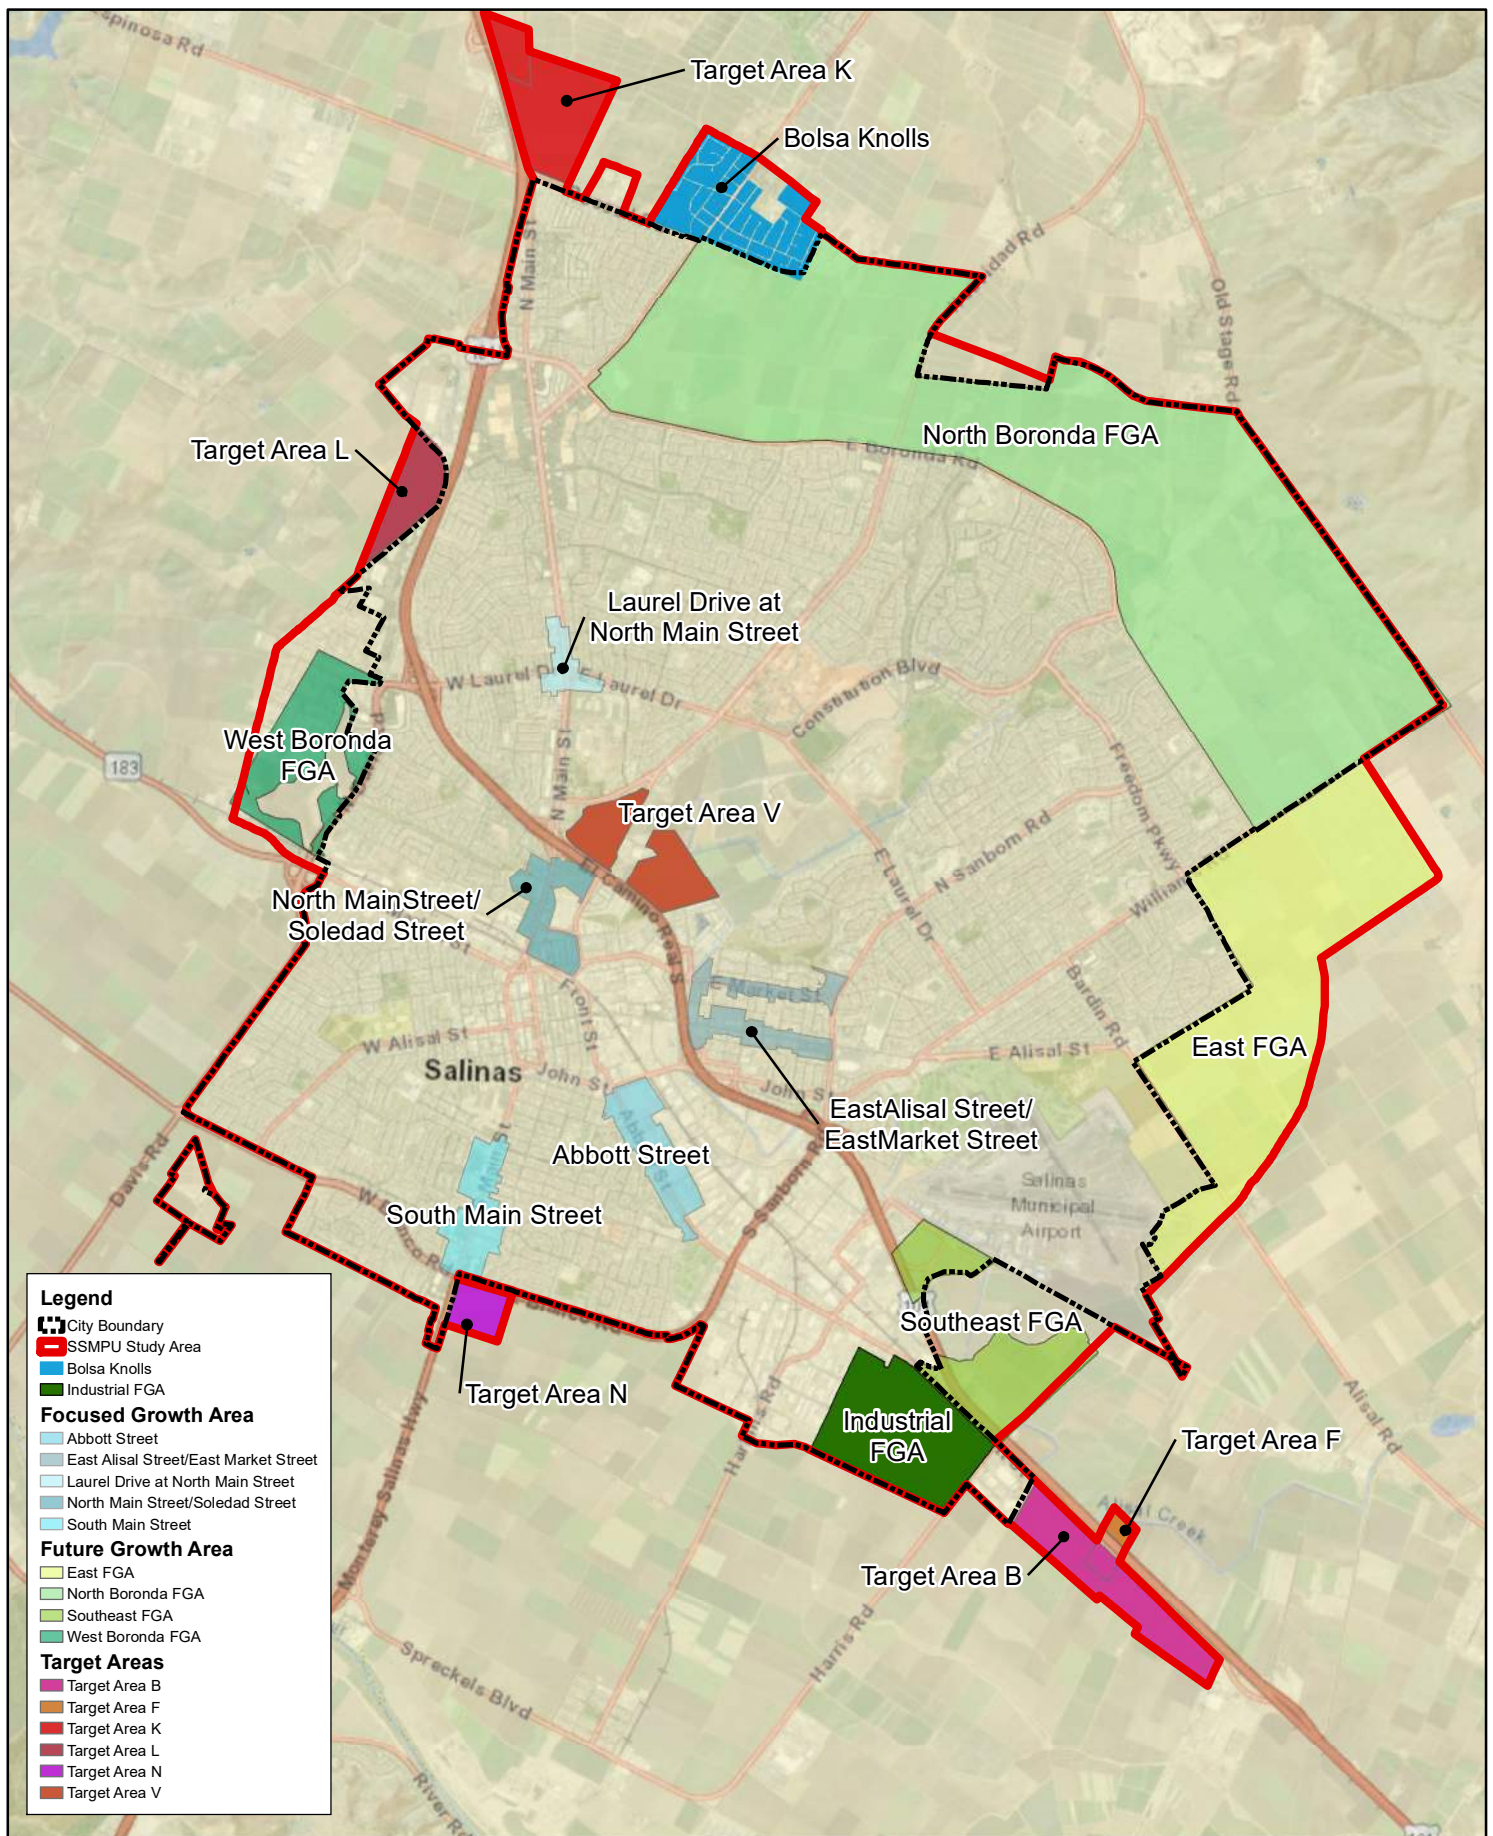 Target Area K
Bolsa Knolls
N Main St
Old Stage Rd
North Boronda FGA
E Boronda Rd
Target Area L
Laurel Drive at
North Main Street
W Laurel D
E Laurel Dr
Constitution Blvd
183
West Boronda
FGA
N Main St
Target Area V
Freedom Pkwy
N Sanborn Rd
E Laurel Dr
El Camino Real S
North MainStreet/
Soledad Street
E Market St
Front St
Bardin Rd
W Alisal St
Salinas
John St
E Alisal St
East FGA
John St
EastAlisal Street/
EastMarket Street
Abbott Street
South Main Street
Davis Rd
Salinas
Municipal
Airport
Southeast FGA
Target Area N
Industrial
FGA
Target Area F
Alisal Rd
Alisal Creek
Target Area B
Harris Rd
Monterey Salinas Hwy
Spreckels Blvd
Legend
City Boundary
SSMPU Study Area
Bolsa Knolls
Industrial FGA
Focused Growth Area
Abbott Street
East Alisal Street/East Market Street
Laurel Drive at North Main Street
North Main Street/Soledad Street
South Main Street
Future Growth Area
East FGA
North Boronda FGA
Southeast FGA
West Boronda FGA
Target Areas
Target Area B
Target Area F
Target Area K
Target Area L
Target Area N
Target Area V